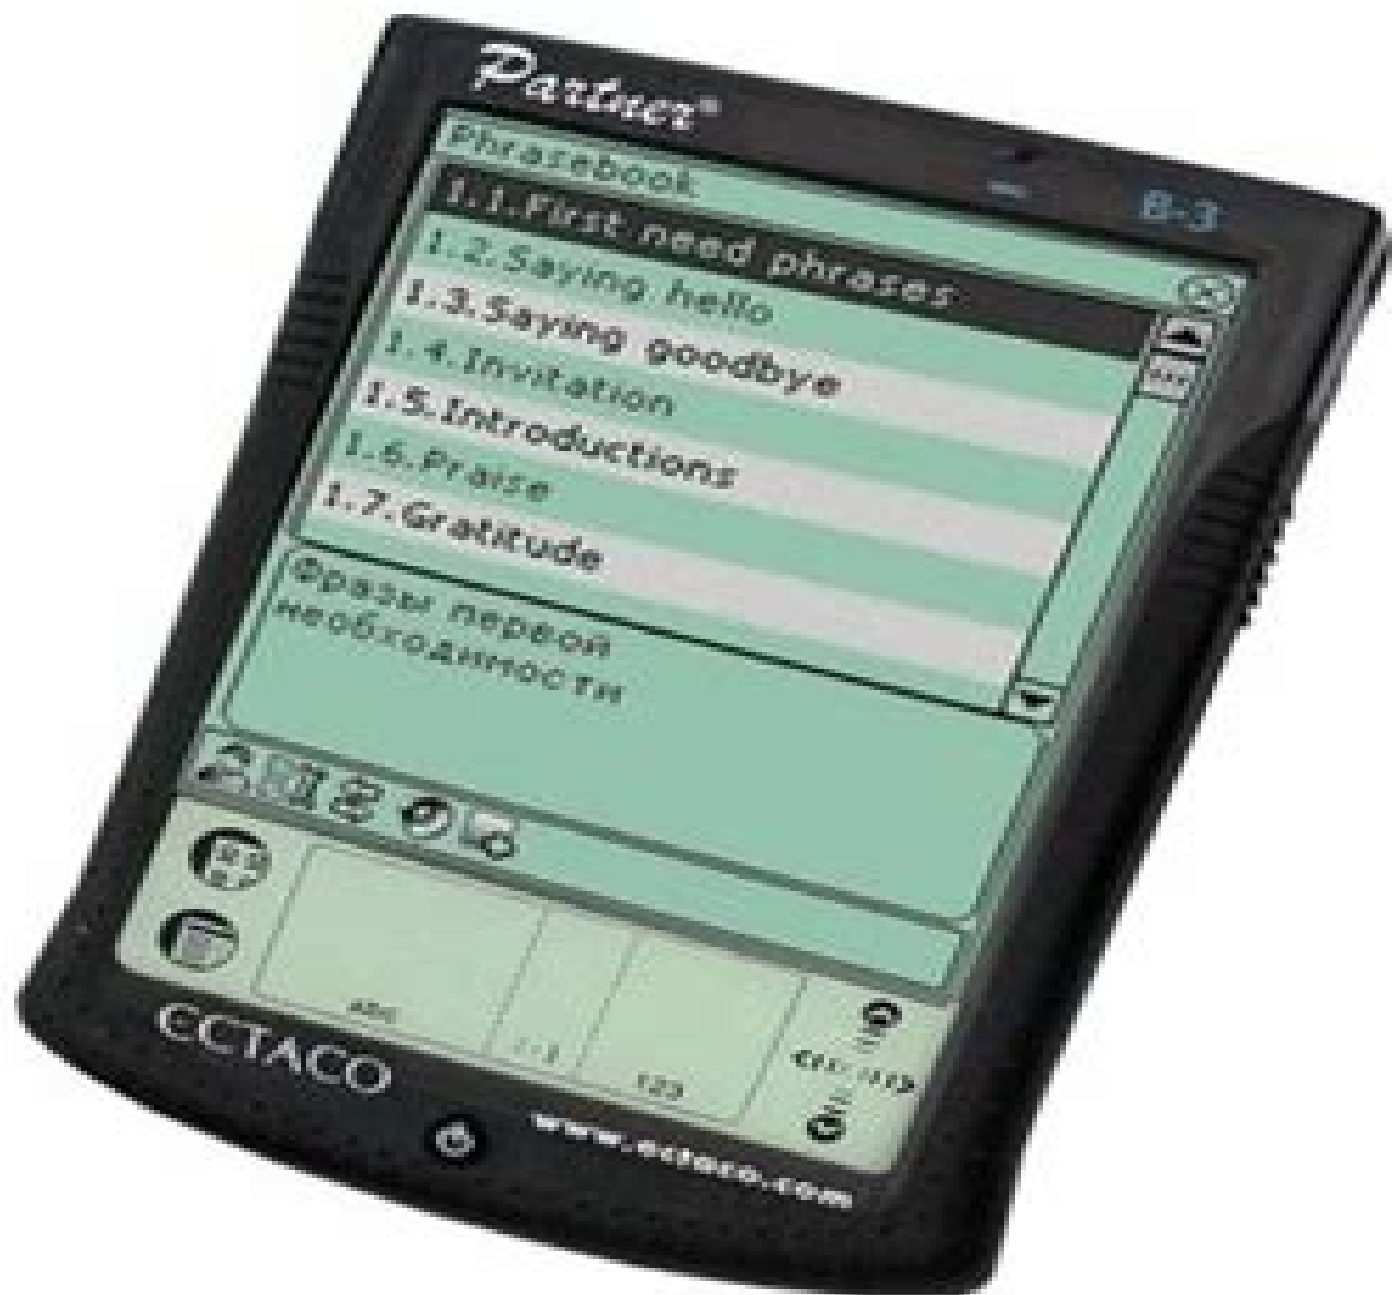 Partner®
B-3
Phrasebook
1.1.First need phrases
1.2.Saying hello
1.3.Saying goodbye
1.4.Invitation
1.5.Introductions
1.6.Praise
1.7.Gratitude
Фразы первой
необходимости
abc
123
ECTACO
www.ectaco.com